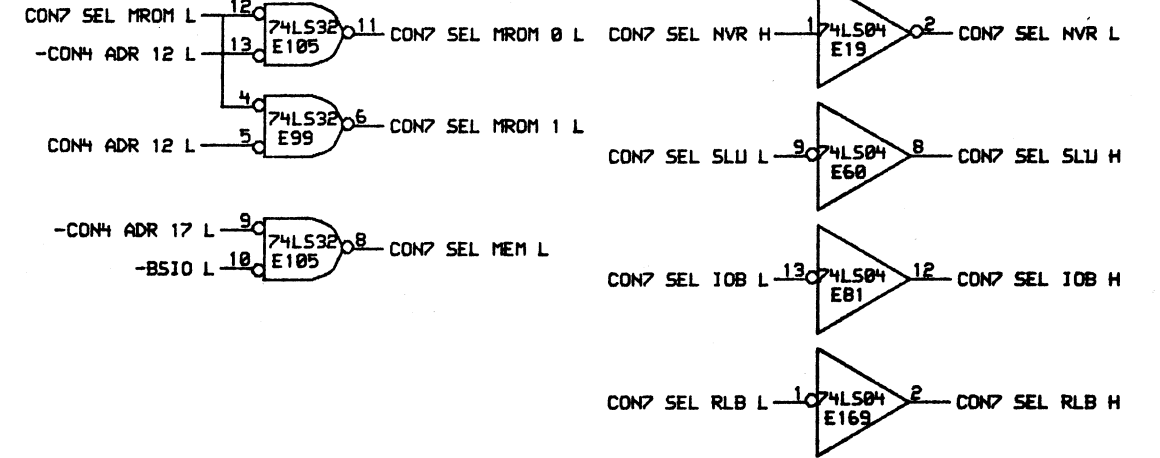 CON7 SEL MROM L 12 74LS32 11 CON7 SEL MROM 0 L
-CON4 ADR 12 L 13 E105
4 74LS32 6 CON7 SEL MROM 1 L
CON4 ADR 12 L 5 E99
-CON4 ADR 17 L 9 74LS32 8 CON7 SEL MEM L
-BSIO L 10 E105
CON7 SEL NVR H 1 74LS04 2 CON7 SEL NVR L
E19
CON7 SEL SLU L 9 74LS04 8 CON7 SEL SLU H
E60
CON7 SEL IOB L 13 74LS04 12 CON7 SEL IOB H
E81
CON7 SEL RLB L 1 74LS04 2 CON7 SEL RLB H
E169